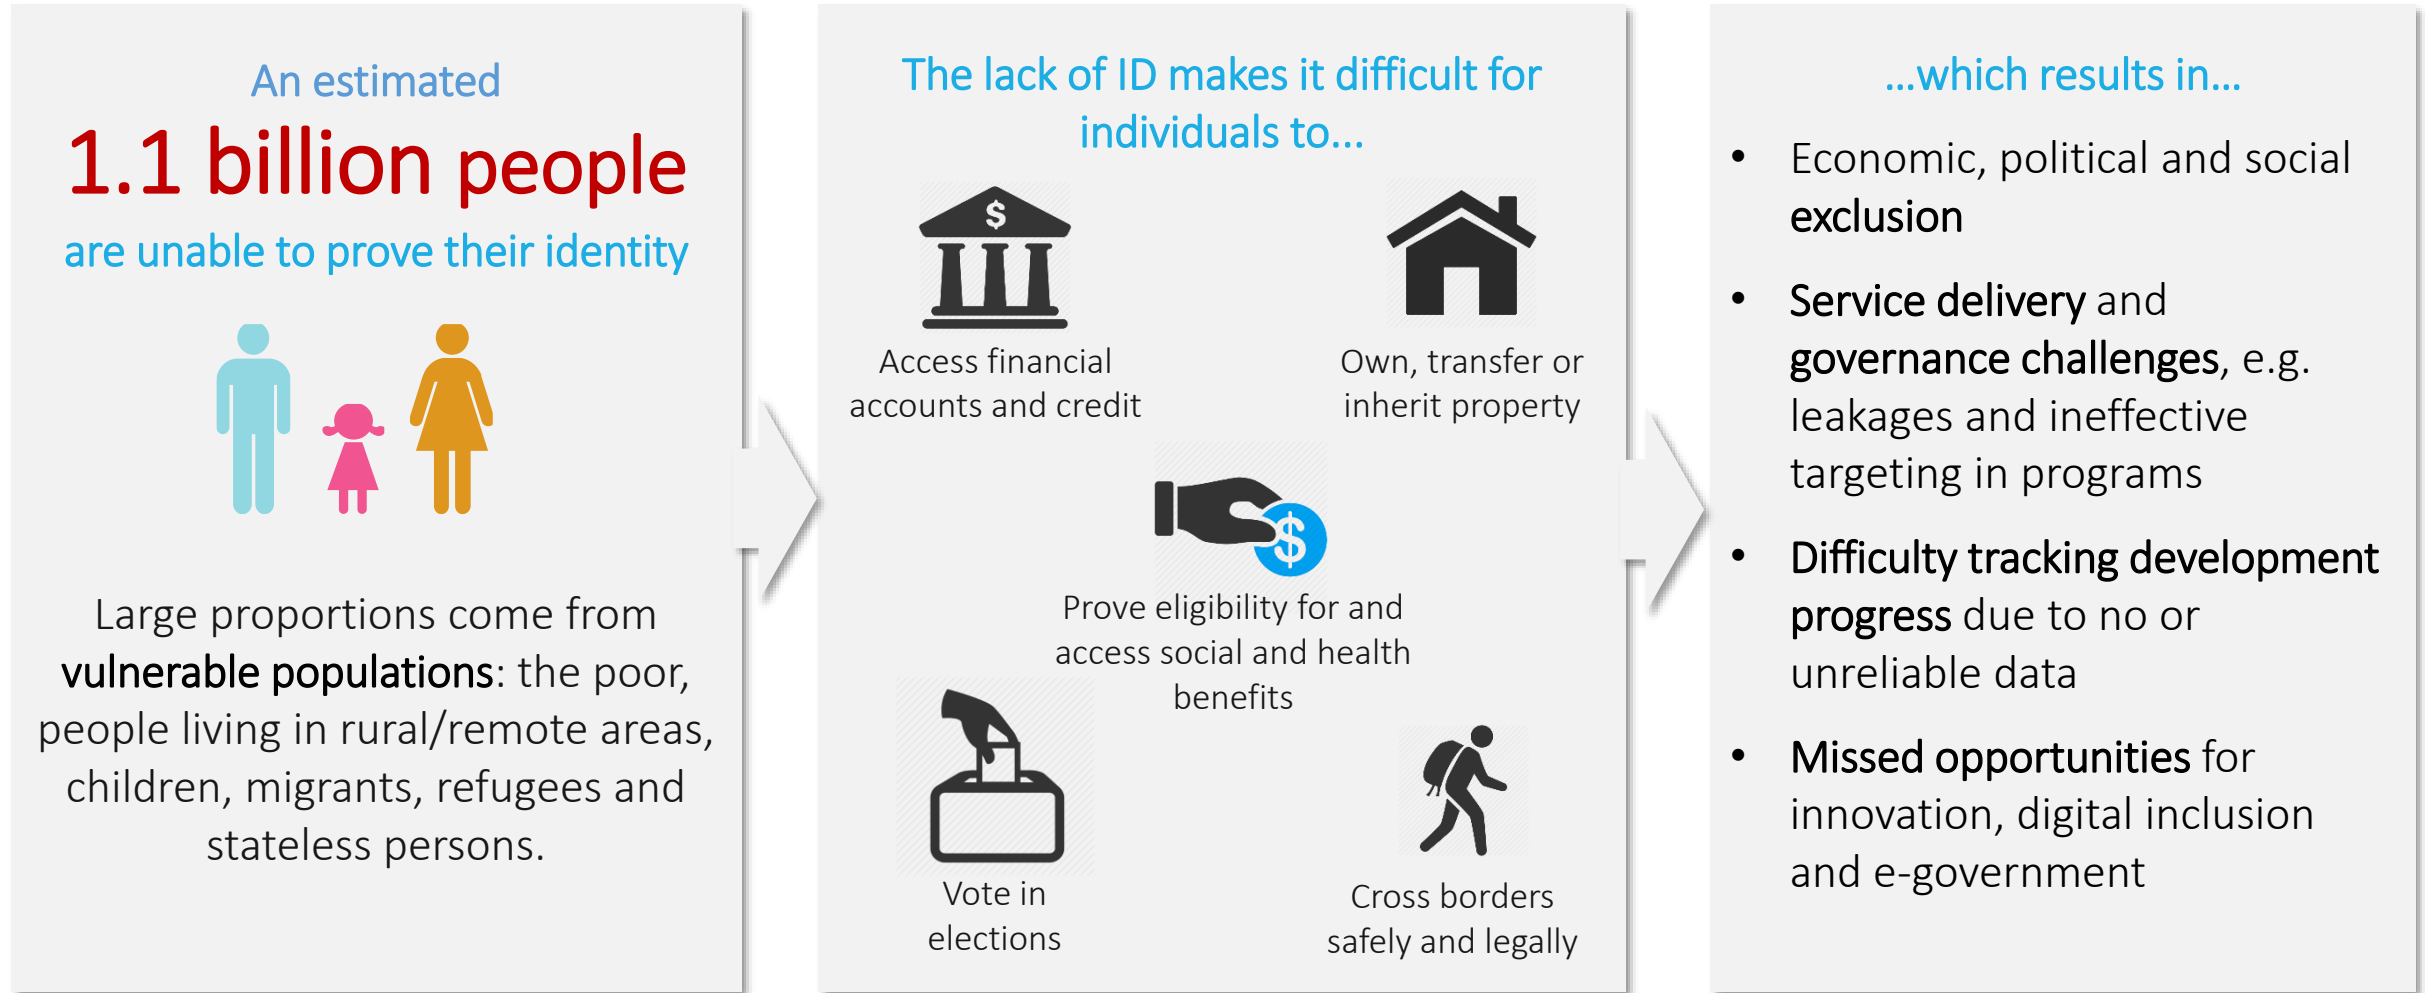 An estimated
1.1 billion people
are unable to prove their identity
Large proportions come from
vulnerable populations: the poor,
people living in rural/remote areas,
children, migrants, refugees and
stateless persons.
The lack of ID makes it difficult for
individuals to...
$
Access financial
accounts and credit
Own, transfer or
inherit property
$
Prove eligibility for and
access social and health
benefits
Vote in
elections
Cross borders
safely and legally
...which results in...
• Economic, political and social
exclusion
• Service delivery and
governance challenges, e.g.
leakages and ineffective
targeting in programs
• Difficulty tracking development
progress due to no or
unreliable data
• Missed opportunities for
innovation, digital inclusion
and e-government